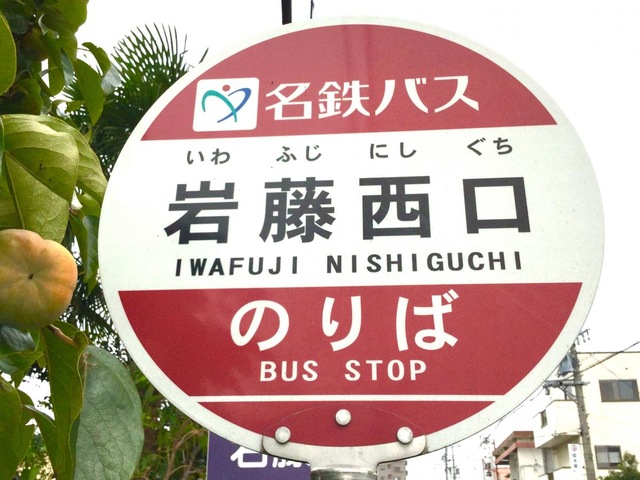 名鉄バス
いわ ふじ にし ぐち
岩藤西口
IWAFUJI NISHIGUCHI
のりば
BUS STOP